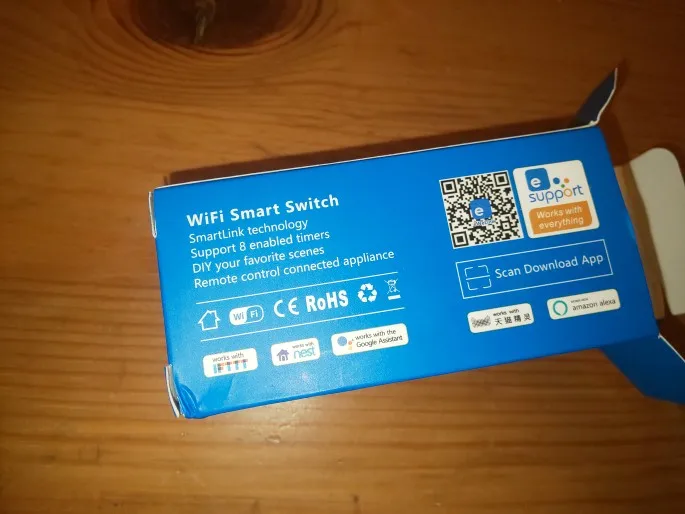 WiFi Smart Switch
SmartLink technology
Support 8 enabled timers
DIY your favorite scenes
Remote control connected appliance
Wi Fi CE RoHS
works with
IFTTT
works with
nest
works with the
Google Assistant
e
e
support
Works with
everything
Scan Download App
works with
天猫精灵
amazon alexa